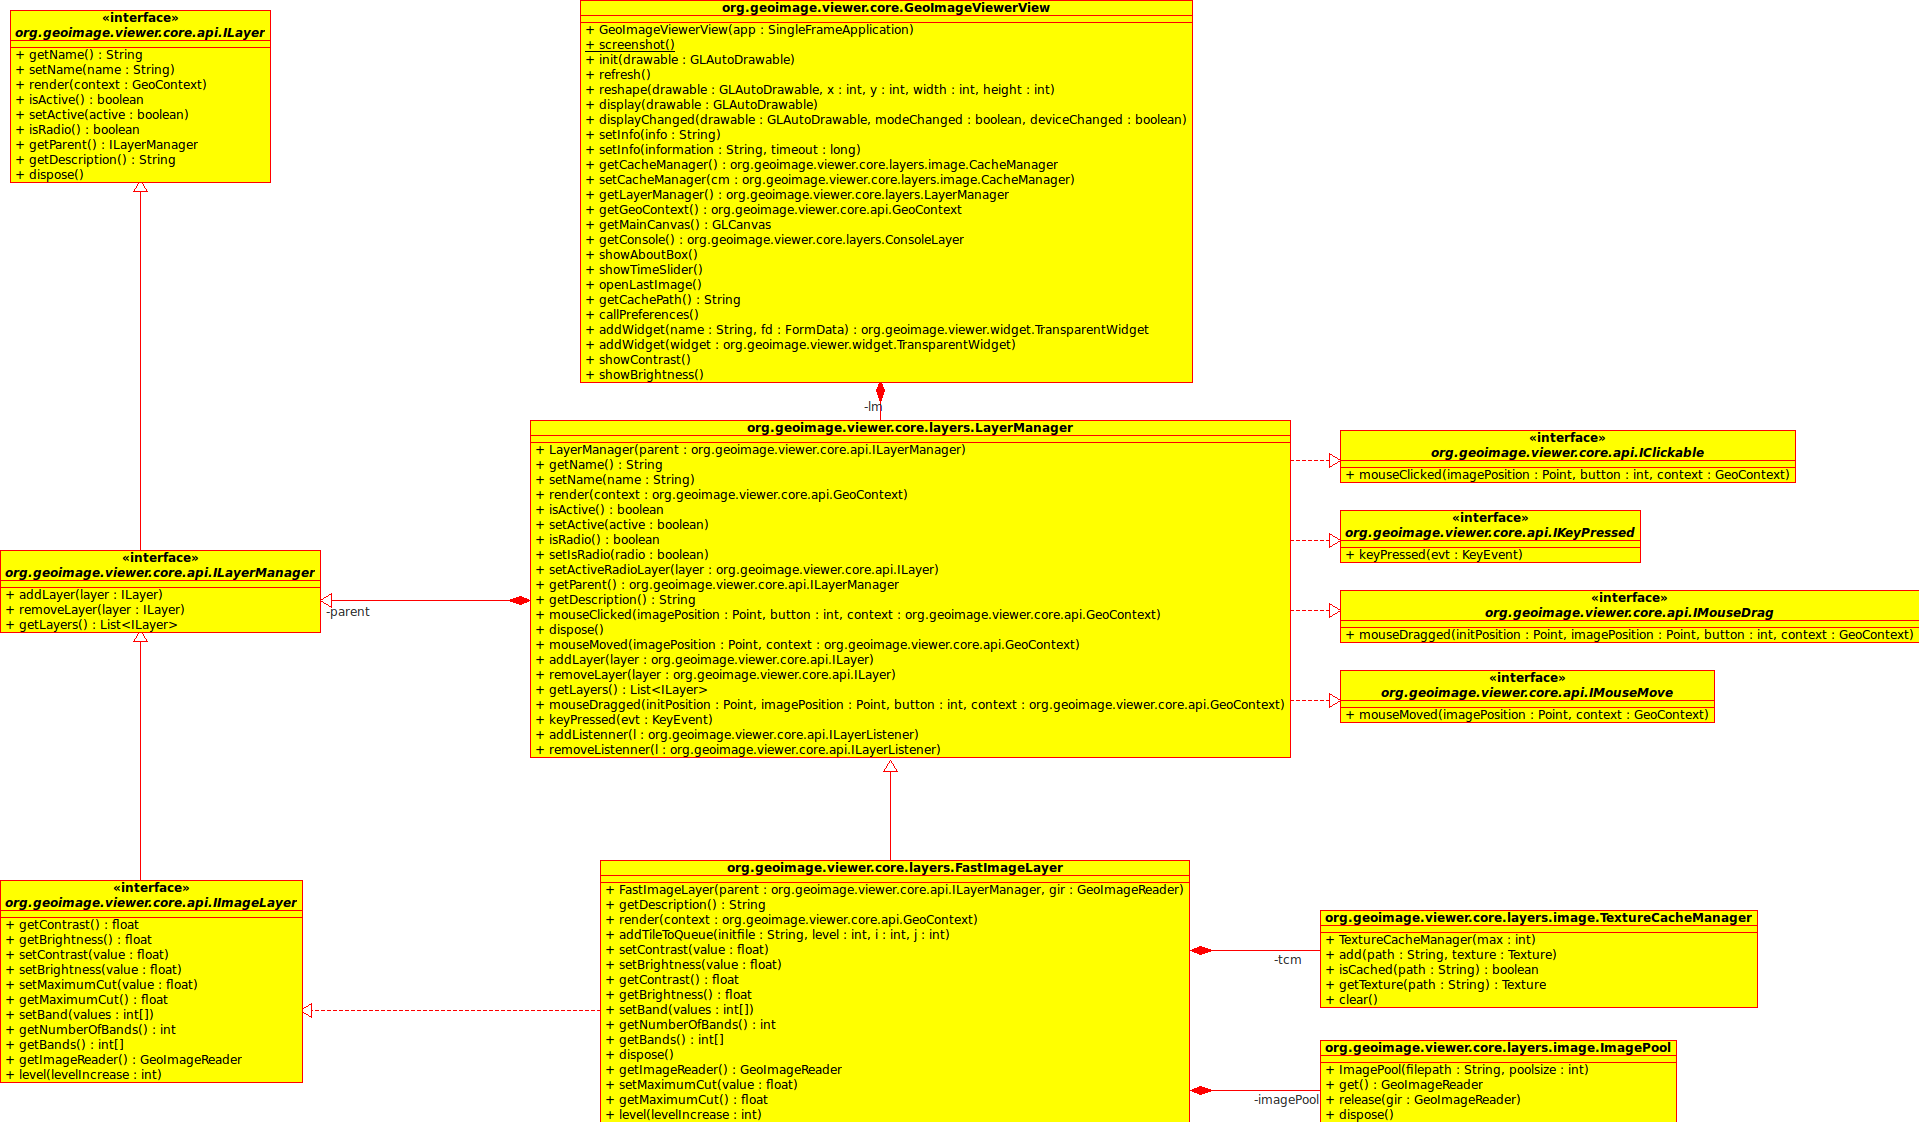 «interface»
org.geoimage.viewer.core.api.ILayer
+ getName() : String
+ setName(name : String)
+ render(context : GeoContext)
+ isActive() : boolean
+ setActive(active : boolean)
+ isRadio() : boolean
+ getParent() : ILayerManager
+ getDescription() : String
+ dispose()
org.geoimage.viewer.core.GeoImageViewerView
+ GeoImageViewerView(app : SingleFrameApplication)
+ screenshot()
+ init(drawable : GLAutoDrawable)
+ refresh()
+ reshape(drawable : GLAutoDrawable, x : int, y : int, width : int, height : int)
+ display(drawable : GLAutoDrawable)
+ displayChanged(drawable : GLAutoDrawable, modeChanged : boolean, deviceChanged : boolean)
+ setInfo(info : String)
+ setInfo(information : String, timeout : long)
+ getCacheManager() : org.geoimage.viewer.core.layers.image.CacheManager
+ setCacheManager(cm : org.geoimage.viewer.core.layers.image.CacheManager)
+ getLayerManager() : org.geoimage.viewer.core.layers.LayerManager
+ getGeoContext() : org.geoimage.viewer.core.api.GeoContext
+ getMainCanvas() : GLCanvas
+ getConsole() : org.geoimage.viewer.core.layers.ConsoleLayer
+ showAboutBox()
+ showTimeSlider()
+ openLastImage()
+ getCachePath() : String
+ callPreferences()
+ addWidget(name : String, fd : FormData) : org.geoimage.viewer.widget.TransparentWidget
+ addWidget(widget : org.geoimage.viewer.widget.TransparentWidget)
+ showContrast()
+ showBrightness()
-lm
org.geoimage.viewer.core.layers.LayerManager
+ LayerManager(parent : org.geoimage.viewer.core.api.ILayerManager)
+ getName() : String
+ setName(name : String)
+ render(context : org.geoimage.viewer.core.api.GeoContext)
+ isActive() : boolean
+ setActive(active : boolean)
+ isRadio() : boolean
+ setIsRadio(radio : boolean)
+ setActiveRadioLayer(layer : org.geoimage.viewer.core.api.ILayer)
+ getParent() : org.geoimage.viewer.core.api.ILayerManager
+ getDescription() : String
+ mouseClicked(imagePosition : Point, button : int, context : org.geoimage.viewer.core.api.GeoContext)
+ dispose()
+ mouseMoved(imagePosition : Point, context : org.geoimage.viewer.core.api.GeoContext)
+ addLayer(layer : org.geoimage.viewer.core.api.ILayer)
+ removeLayer(layer : org.geoimage.viewer.core.api.ILayer)
+ getLayers() : List<ILayer>
+ mouseDragged(initPosition : Point, imagePosition : Point, button : int, context : org.geoimage.viewer.core.api.GeoContext)
+ keyPressed(evt : KeyEvent)
+ addListenner(l : org.geoimage.viewer.core.api.ILayerListener)
+ removeListenner(l : org.geoimage.viewer.core.api.ILayerListener)
«interface»
org.geoimage.viewer.core.api.IClickable
+ mouseClicked(imagePosition : Point, button : int, context : GeoContext)
«interface»
org.geoimage.viewer.core.api.IKeyPressed
+ keyPressed(evt : KeyEvent)
«interface»
org.geoimage.viewer.core.api.IMouseDrag
+ mouseDragged(initPosition : Point, imagePosition : Point, button : int, context : GeoContext)
«interface»
org.geoimage.viewer.core.api.IMouseMove
+ mouseMoved(imagePosition : Point, context : GeoContext)
«interface»
org.geoimage.viewer.core.api.ILayerManager
+ addLayer(layer : ILayer)
+ removeLayer(layer : ILayer)
+ getLayers() : List<ILayer>
-parent
«interface»
org.geoimage.viewer.core.api.IImageLayer
+ getContrast() : float
+ getBrightness() : float
+ setContrast(value : float)
+ setBrightness(value : float)
+ setMaximumCut(value : float)
+ getMaximumCut() : float
+ setBand(values : int[])
+ getNumberOfBands() : int
+ getBands() : int[]
+ getImageReader() : GeoImageReader
+ level(levelIncrease : int)
org.geoimage.viewer.core.layers.FastImageLayer
+ FastImageLayer(parent : org.geoimage.viewer.core.api.ILayerManager, gir : GeoImageReader)
+ getDescription() : String
+ render(context : org.geoimage.viewer.core.api.GeoContext)
+ addTileToQueue(initfile : String, level : int, i : int, j : int)
+ setContrast(value : float)
+ setBrightness(value : float)
+ getContrast() : float
+ getBrightness() : float
+ setBand(values : int[])
+ getNumberOfBands() : int
+ getBands() : int[]
+ dispose()
+ getImageReader() : GeoImageReader
+ setMaximumCut(value : float)
+ getMaximumCut() : float
+ level(levelIncrease : int)
-tcm
org.geoimage.viewer.core.layers.image.TextureCacheManager
+ TextureCacheManager(max : int)
+ add(path : String, texture : Texture)
+ isCached(path : String) : boolean
+ getTexture(path : String) : Texture
+ clear()
-imagePool
org.geoimage.viewer.core.layers.image.ImagePool
+ ImagePool(filepath : String, poolsize : int)
+ get() : GeoImageReader
+ release(gir : GeoImageReader)
+ dispose()